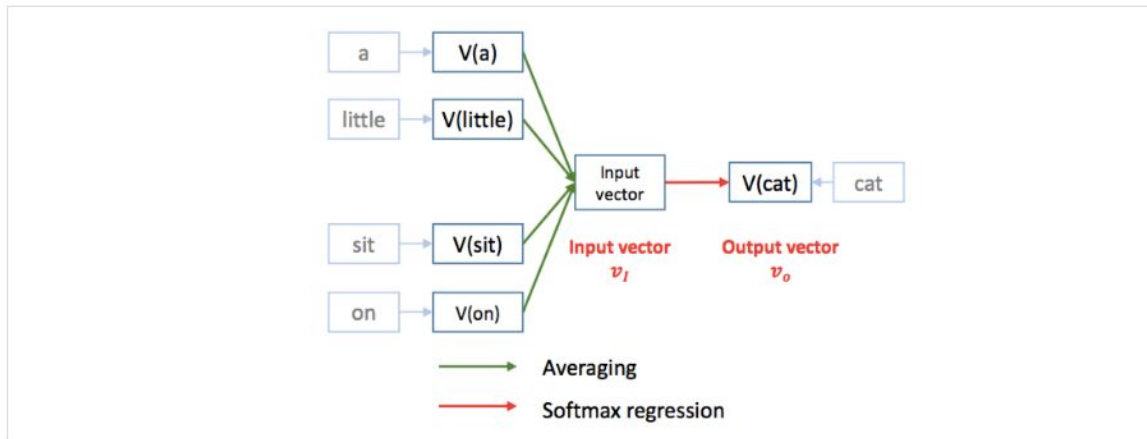 a
V(a)
little
V(little)
Input
vector
V(cat)
cat
sit
V(sit)
Input vector
v_I
Output vector
v_o
on
V(on)
Averaging
Softmax regression